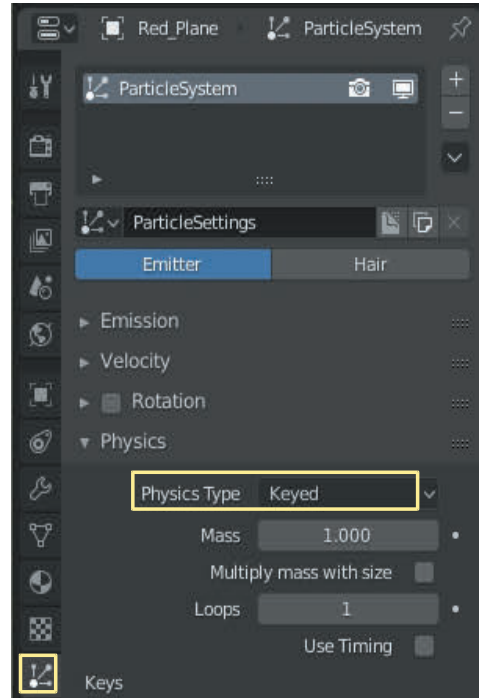 Red_Plane ParticleSystem
ParticleSystem
ParticleSettings
Emitter Hair
Emission
Velocity
Rotation
Physics
Physics Type Keyed
Mass 1.000
Multiply mass with size
Loops 1
Use Timing
Keys